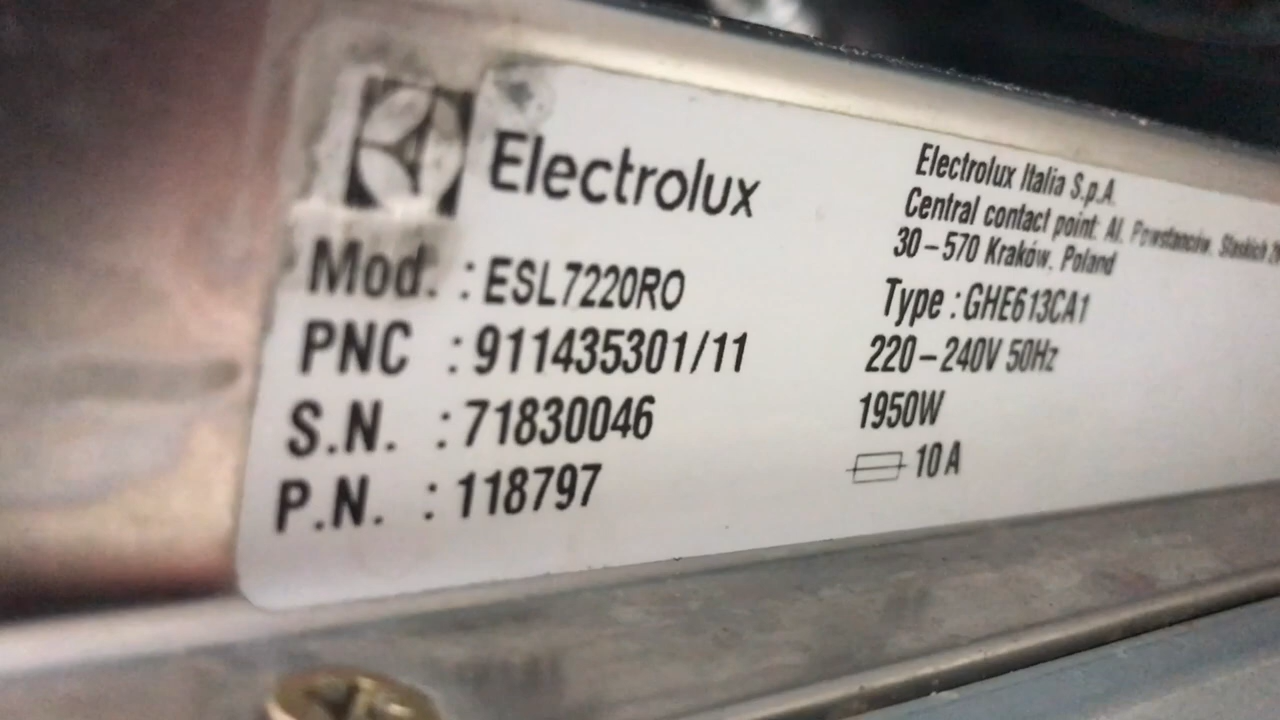 Electrolux
Mod. : ESL7220RO
PNC : 911435301/11
S.N. : 71830046
P.N. : 118797
Electrolux Italia S.p.A.
Central contact point: Al. Powstańców. Slaskich
30-570 Kraków. Poland
Type : GHE613CA1
220-240V 50Hz
1950W
10 A